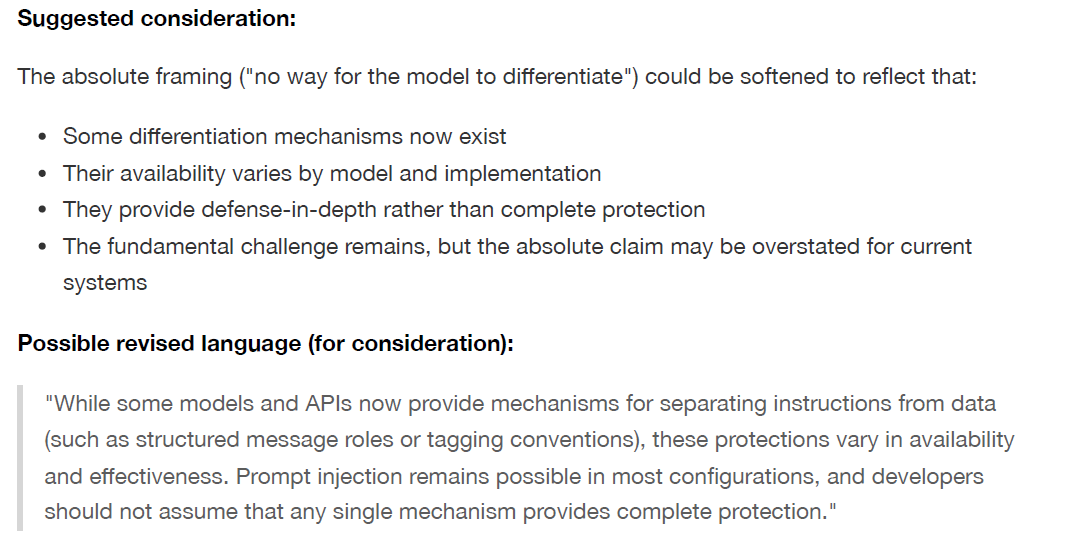 Suggested consideration:
The absolute framing ("no way for the model to differentiate") could be softened to reflect that:
• Some differentiation mechanisms now exist
• Their availability varies by model and implementation
• They provide defense-in-depth rather than complete protection
• The fundamental challenge remains, but the absolute claim may be overstated for current
systems
Possible revised language (for consideration):
"While some models and APIs now provide mechanisms for separating instructions from data
(such as structured message roles or tagging conventions), these protections vary in availability
and effectiveness. Prompt injection remains possible in most configurations, and developers
should not assume that any single mechanism provides complete protection."